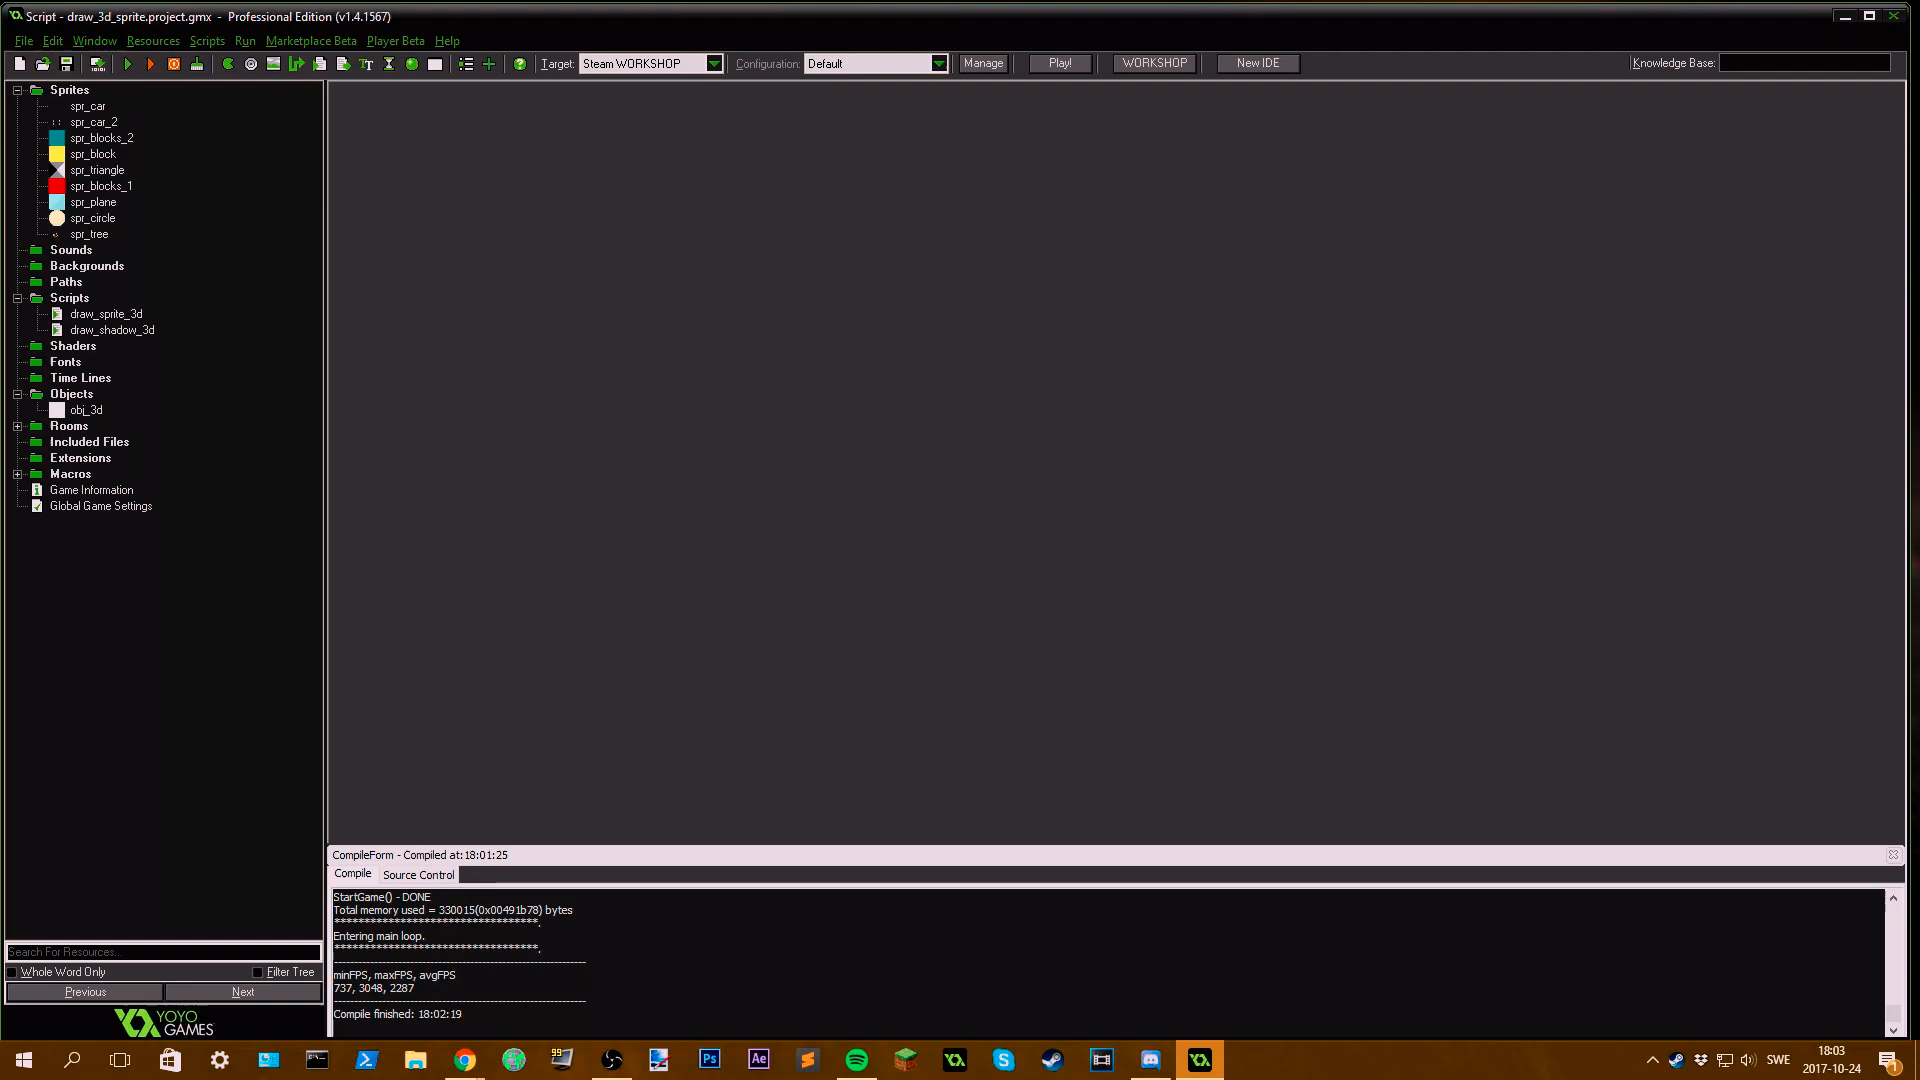 Script - draw_3d_sprite.project.gmx - Professional Edition (v1.4.1567)
File Edit Window Resources Scripts Run Marketplace Beta Player Beta Help
Target: Steam WORKSHOP Configuration: Default Manage Play! WORKSHOP New IDE Knowledge Base:
Sprites
spr_car
spr_car_2
spr_blocks_2
spr_block
spr_triangle
spr_blocks_1
spr_plane
spr_circle
spr_tree
Sounds
Backgrounds
Paths
Scripts
draw_sprite_3d
draw_shadow_3d
Shaders
Fonts
Time Lines
Objects
obj_3d
Rooms
Included Files
Extensions
Macros
Game Information
Global Game Settings
Search For Resources...
Whole Word Only Filter Tree
Previous Next
YOYO
GAMES
CompileForm - Compiled at:18:01:25
Compile Source Control
StartGame() - DONE
Total memory used = 330015(0x00491b78) bytes
**********************************.
Entering main loop.
**********************************.
minFPS, maxFPS, avgFPS
737, 3048, 2287
Compile finished: 18:02:19
99
Ps
Ae
SWE
18:03
2017-10-24
1